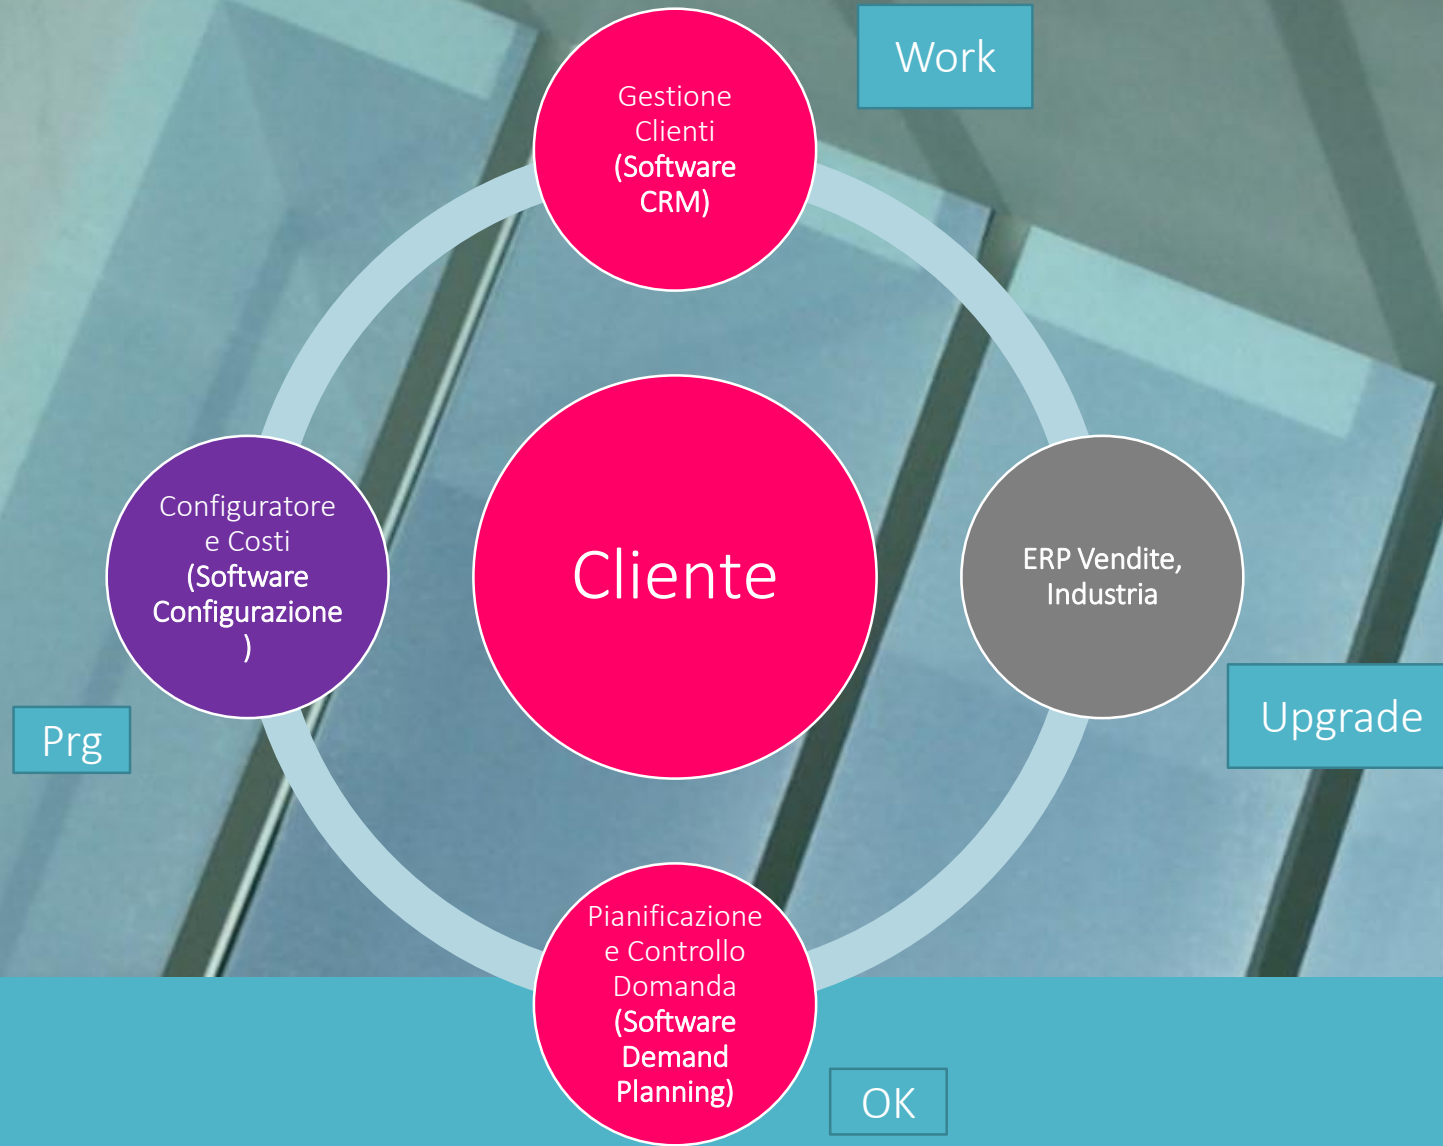 Work
Gestione
Clienti
(Software
CRM)
Configuratore
e Costi
(Software
Configurazione
)
Cliente
ERP Vendite,
Industria
Prg
Upgrade
Pianificazione
e Controllo
Domanda
(Software
Demand
Planning)
OK